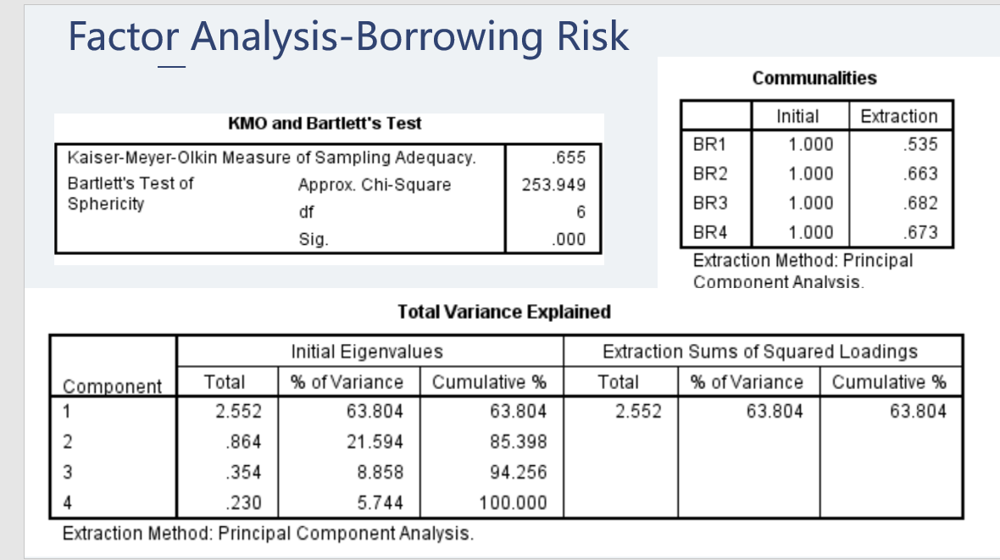 Factor Analysis-Borrowing Risk
KMO and Bartlett's Test
Kaiser-Meyer-Olkin Measure of Sampling Adequacy. .655
Bartlett's Test of Sphericity Approx. Chi-Square 253.949
df 6
Sig. .000
Communalities
Initial Extraction
BR1 1.000 .535
BR2 1.000 .663
BR3 1.000 .682
BR4 1.000 .673
Extraction Method: Principal
Component Analysis.
Total Variance Explained
Initial Eigenvalues Extraction Sums of Squared Loadings
Component Total % of Variance Cumulative % Total % of Variance Cumulative %
1 2.552 63.804 63.804 2.552 63.804 63.804
2 .864 21.594 85.398
3 .354 8.858 94.256
4 .230 5.744 100.000
Extraction Method: Principal Component Analysis.